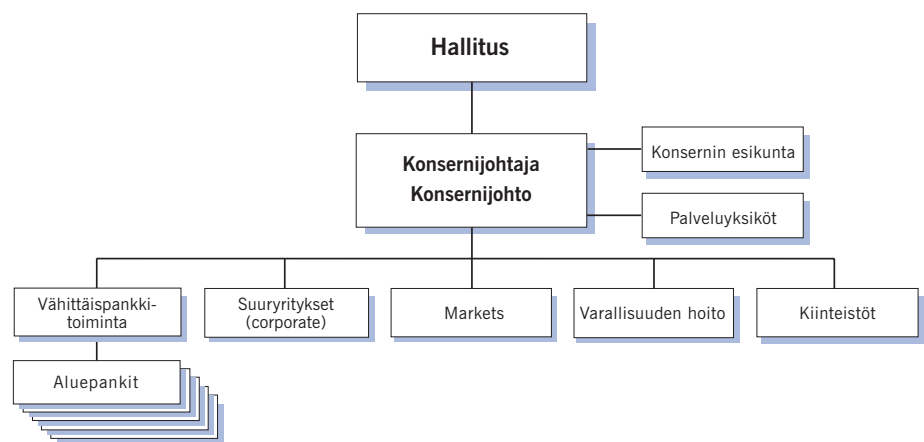 Hallitus
Konsernijohtaja
Konsernijohto
Konsernin esikunta
Palveluyksiköt
Vähittäispankki-
toiminta
Suuryritykset
(corporate)
Markets
Varallisuuden hoito
Kiinteistöt
Aluepankit